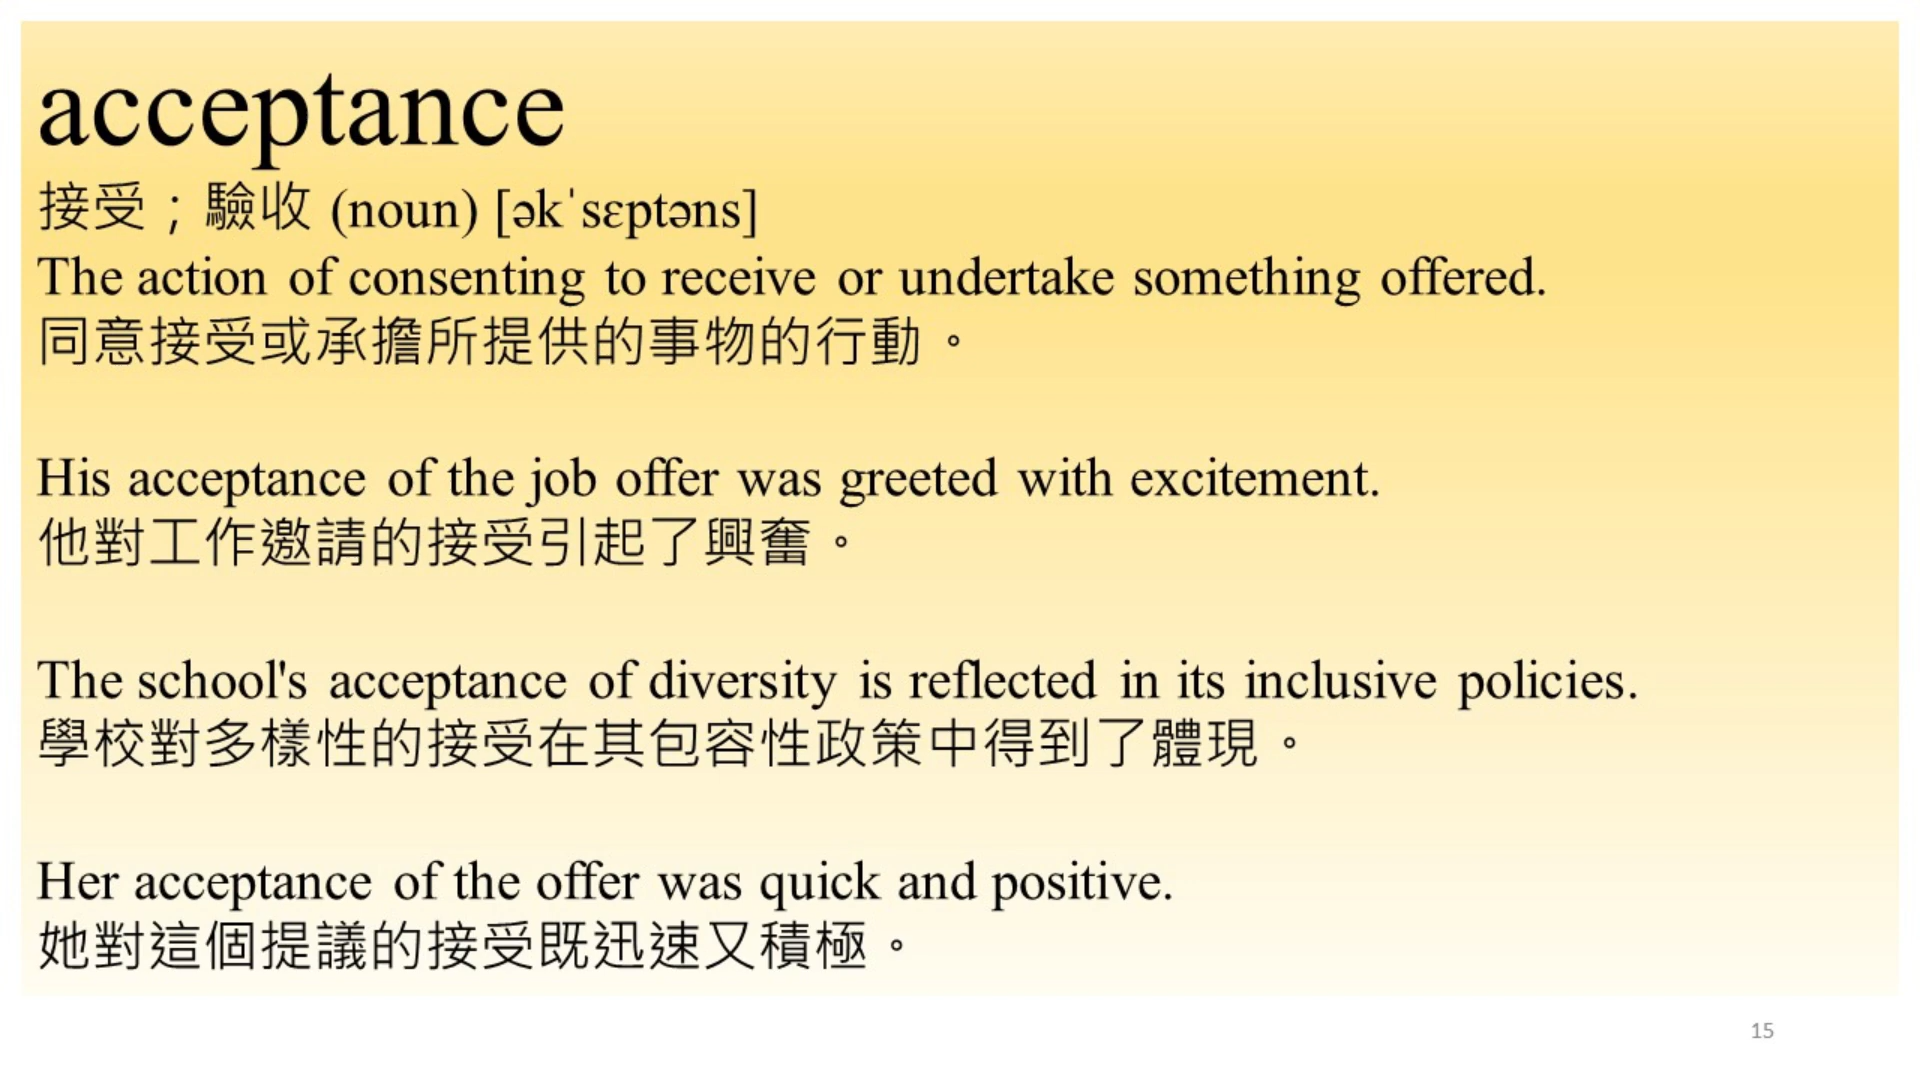 acceptance
接受；驗收 (noun) [əkˈsɛptəns]
The action of consenting to receive or undertake something offered.
同意接受或承擔所提供的事物的行動。
His acceptance of the job offer was greeted with excitement.
他對工作邀請的接受引起了興奮。
The school's acceptance of diversity is reflected in its inclusive policies.
學校對多樣性的接受在其包容性政策中得到了體現。
Her acceptance of the offer was quick and positive.
她對這個提議的接受既迅速又積極。
15